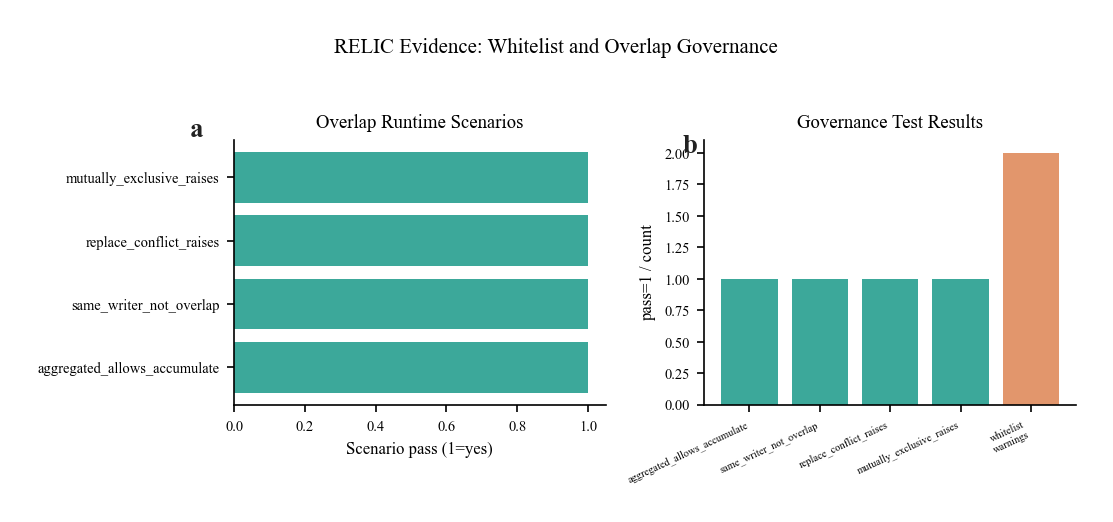 RELIC Evidence: Whitelist and Overlap Governance
a
Overlap Runtime Scenarios
mutually_exclusive_raises
replace_conflict_raises
same_writer_not_overlap
aggregated_allows_accumulate
0.0 0.2 0.4 0.6 0.8 1.0
Scenario pass (1=yes)
b
Governance Test Results
pass=1 / count
2.00
1.75
1.50
1.25
1.00
0.75
0.50
0.25
0.00
aggregated_allows_accumulate
same_writer_not_overlap
replace_conflict_raises
mutually_exclusive_raises
whitelist
warnings